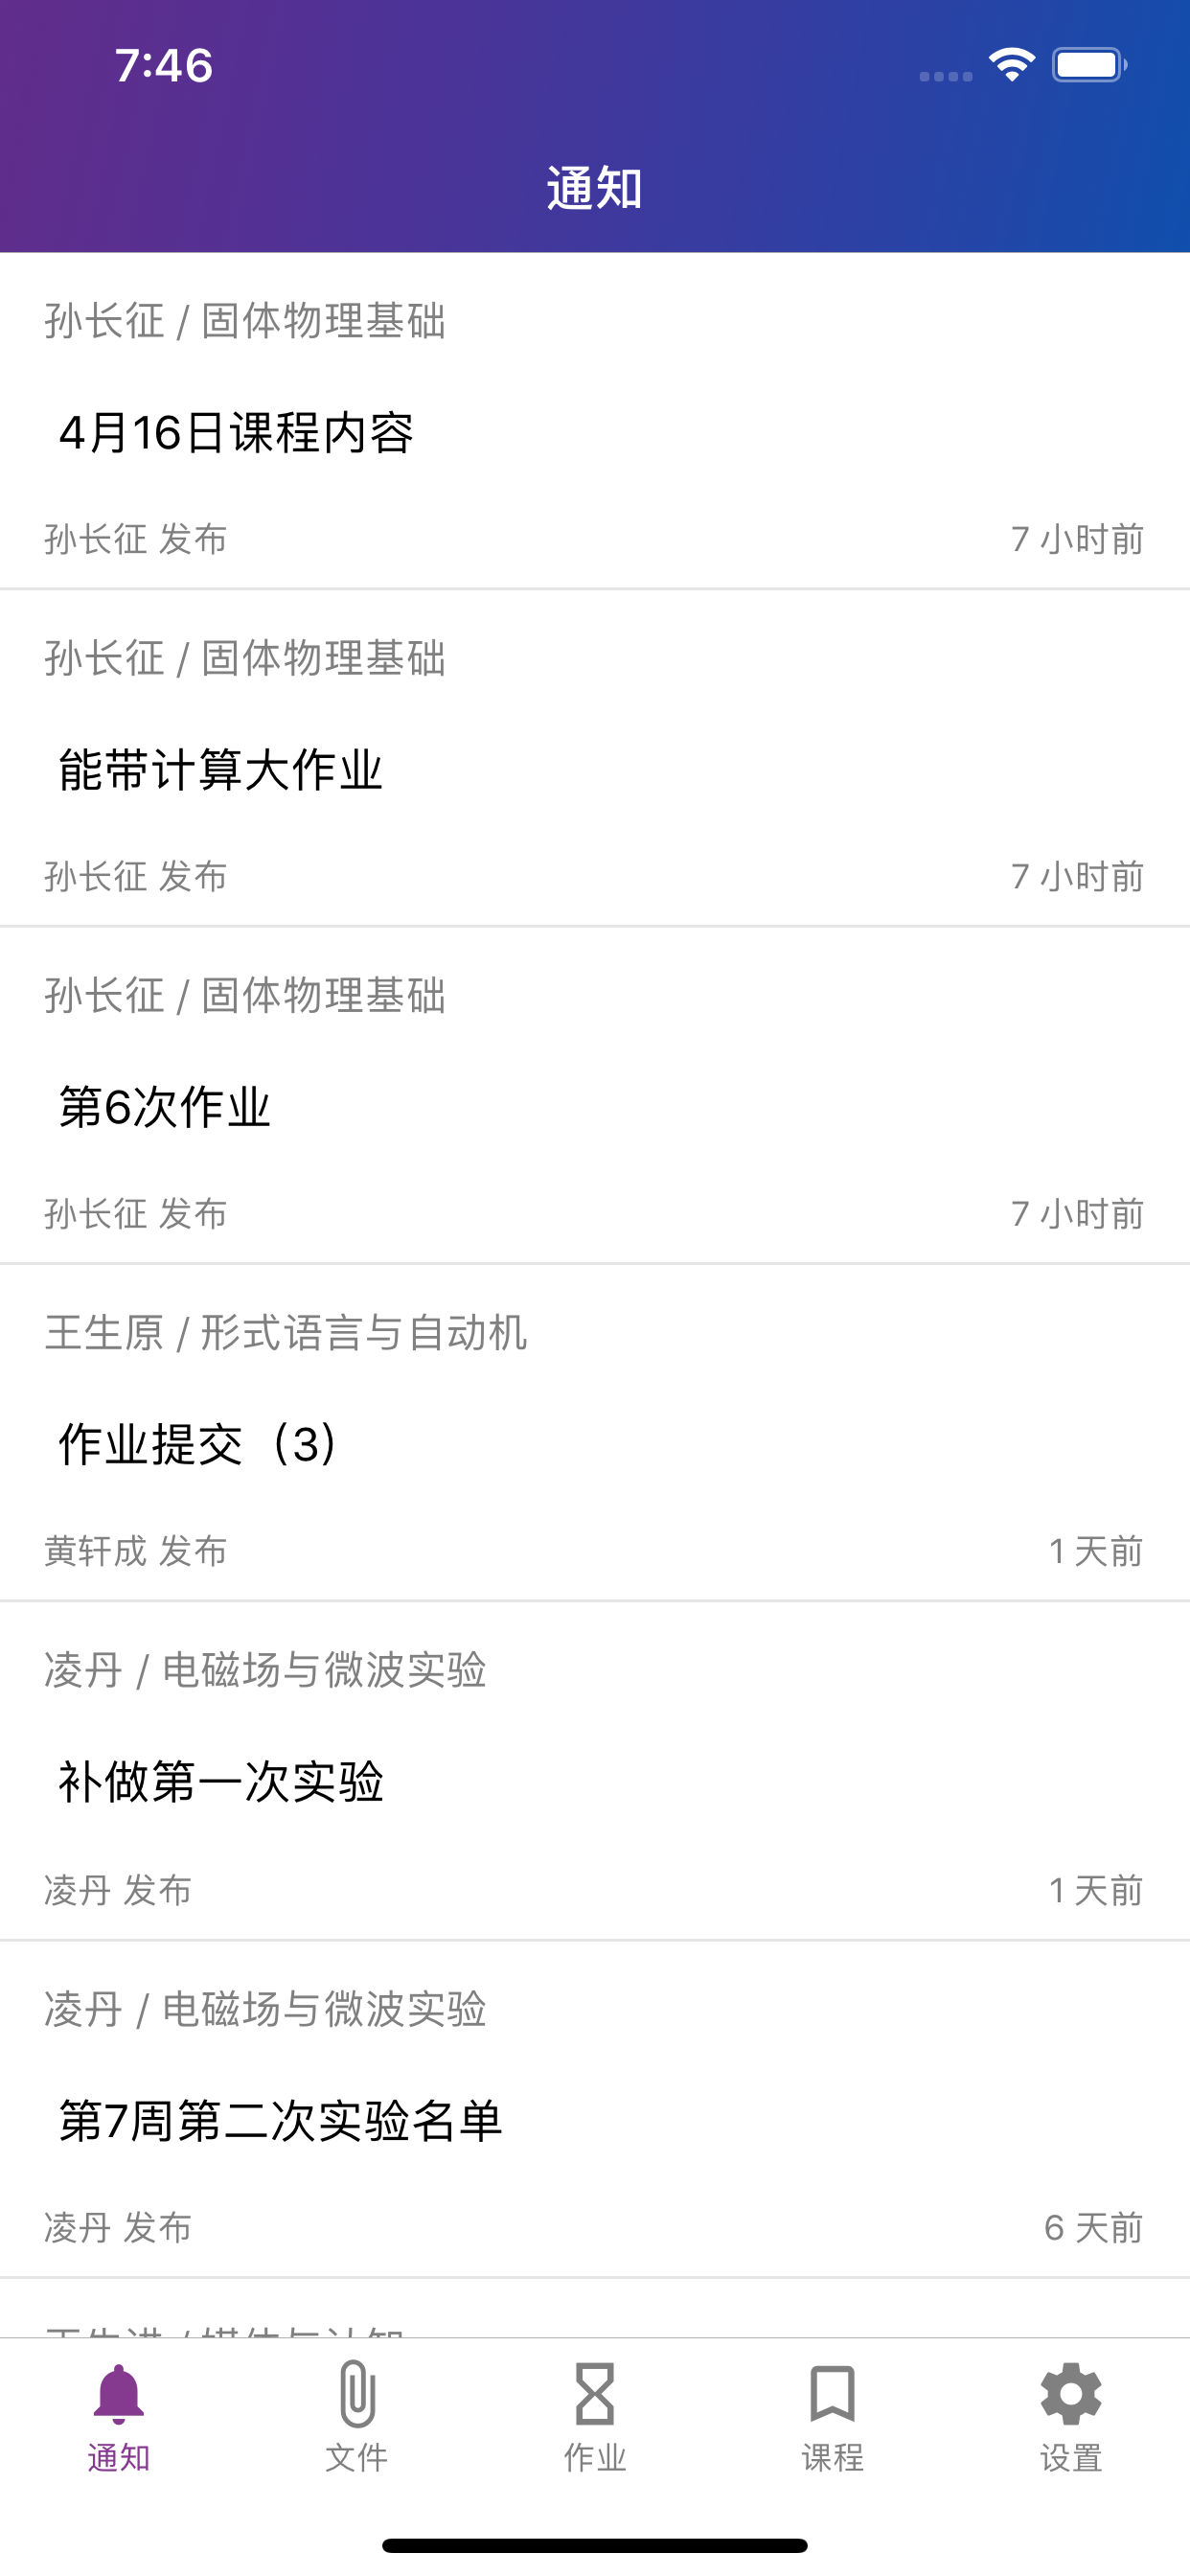 7:46
通知
孙长征 / 固体物理基础
4月16日课程内容
孙长征 发布 7 小时前
孙长征 / 固体物理基础
能带计算大作业
孙长征 发布 7 小时前
孙长征 / 固体物理基础
第6次作业
孙长征 发布 7 小时前
王生原 / 形式语言与自动机
作业提交（3）
黄轩成 发布 1 天前
凌丹 / 电磁场与微波实验
补做第一次实验
凌丹 发布 1 天前
凌丹 / 电磁场与微波实验
第7周第二次实验名单
凌丹 发布 6 天前
通知 文件 作业 课程 设置